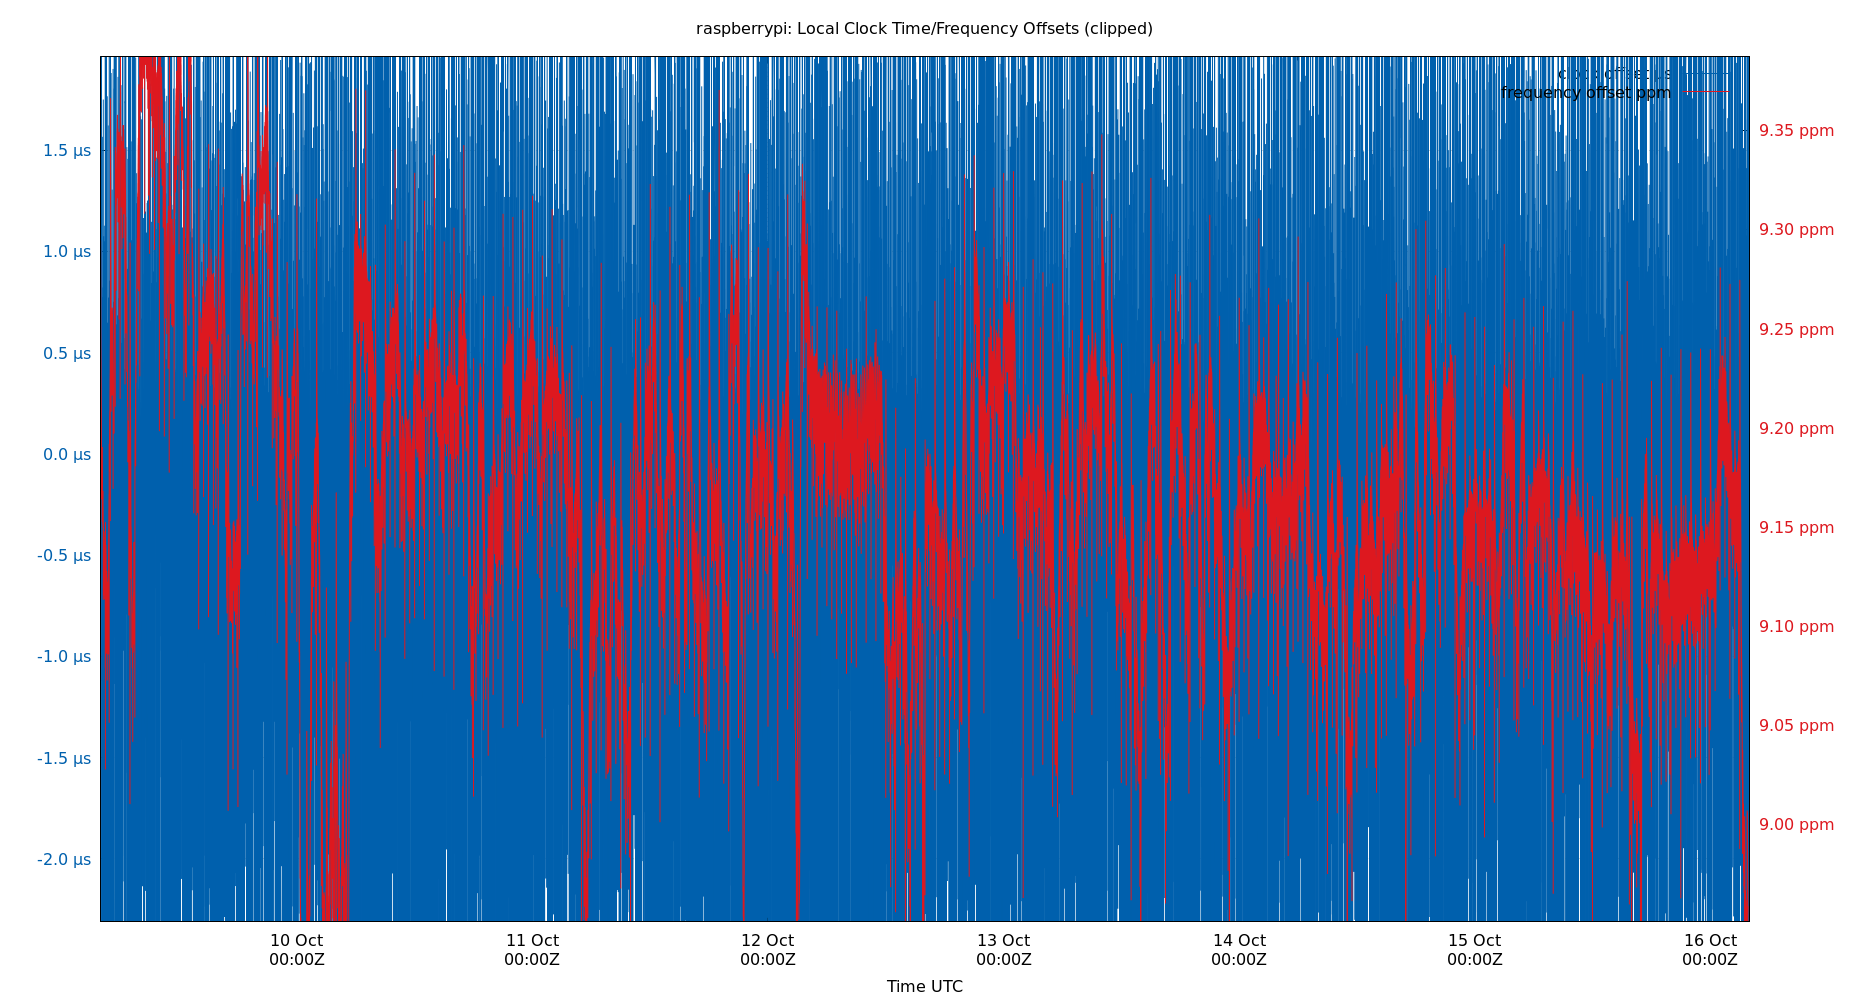 raspberrypi: Local Clock Time/Frequency Offsets (clipped)
clock offset µs
frequency offset ppm
1.5 µs
1.0 µs
0.5 µs
0.0 µs
-0.5 µs
-1.0 µs
-1.5 µs
-2.0 µs
9.35 ppm
9.30 ppm
9.25 ppm
9.20 ppm
9.15 ppm
9.10 ppm
9.05 ppm
9.00 ppm
10 Oct
00:00Z
11 Oct
00:00Z
12 Oct
00:00Z
13 Oct
00:00Z
14 Oct
00:00Z
15 Oct
00:00Z
16 Oct
00:00Z
Time UTC